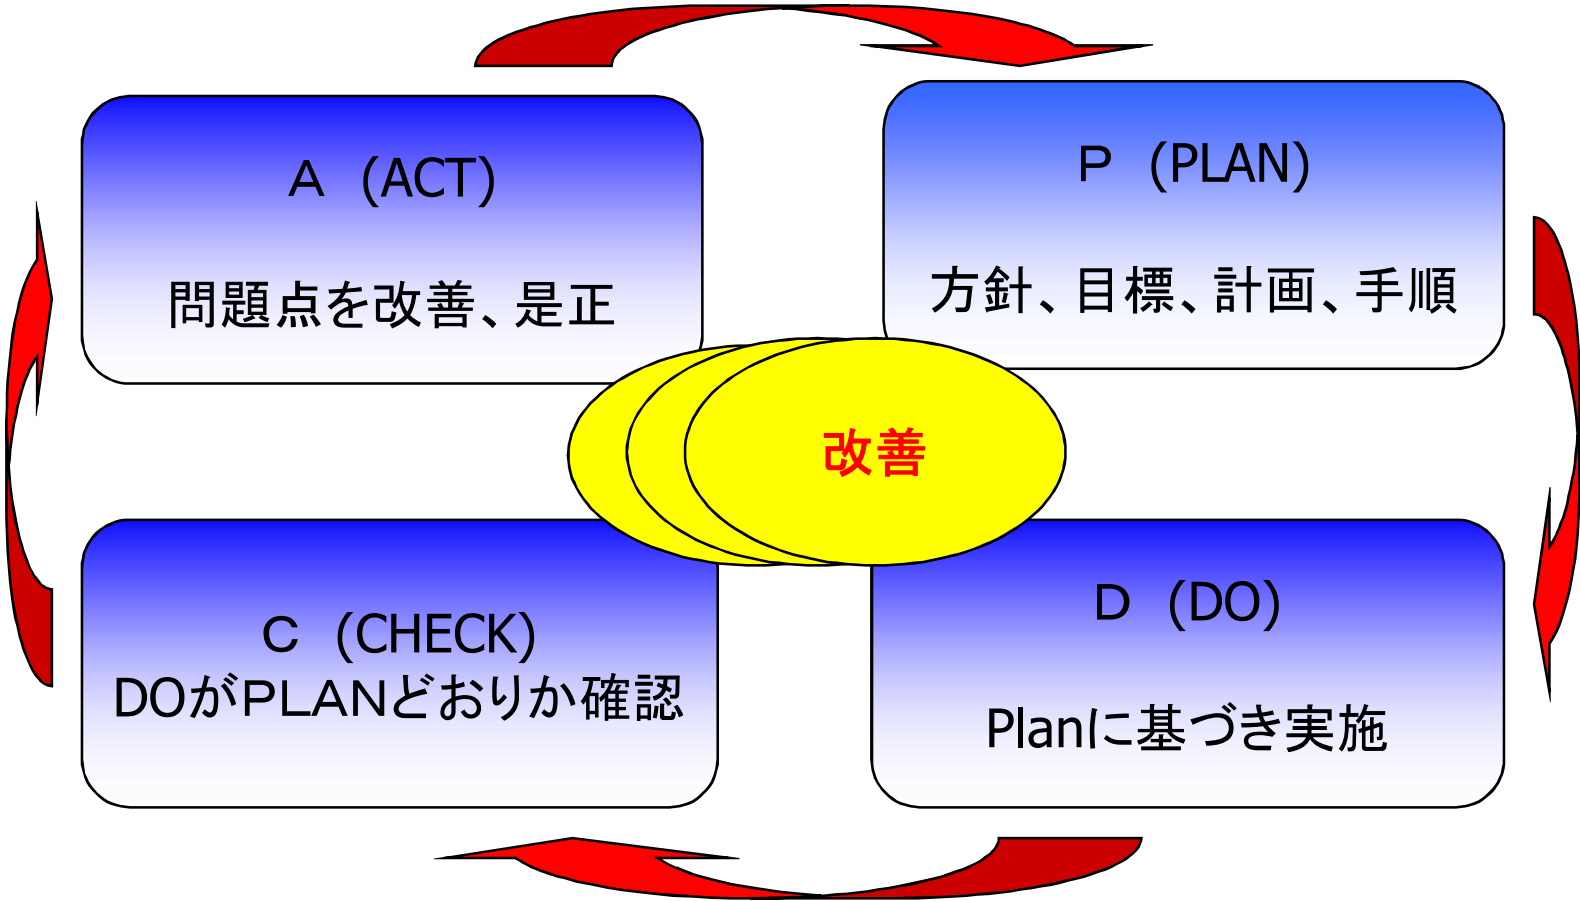 A (ACT)
問題点を改善、是正
P (PLAN)
方針、目標、計画、手順
改善
C (CHECK)
DOがPLANどおりか確認
D (DO)
Planに基づき実施